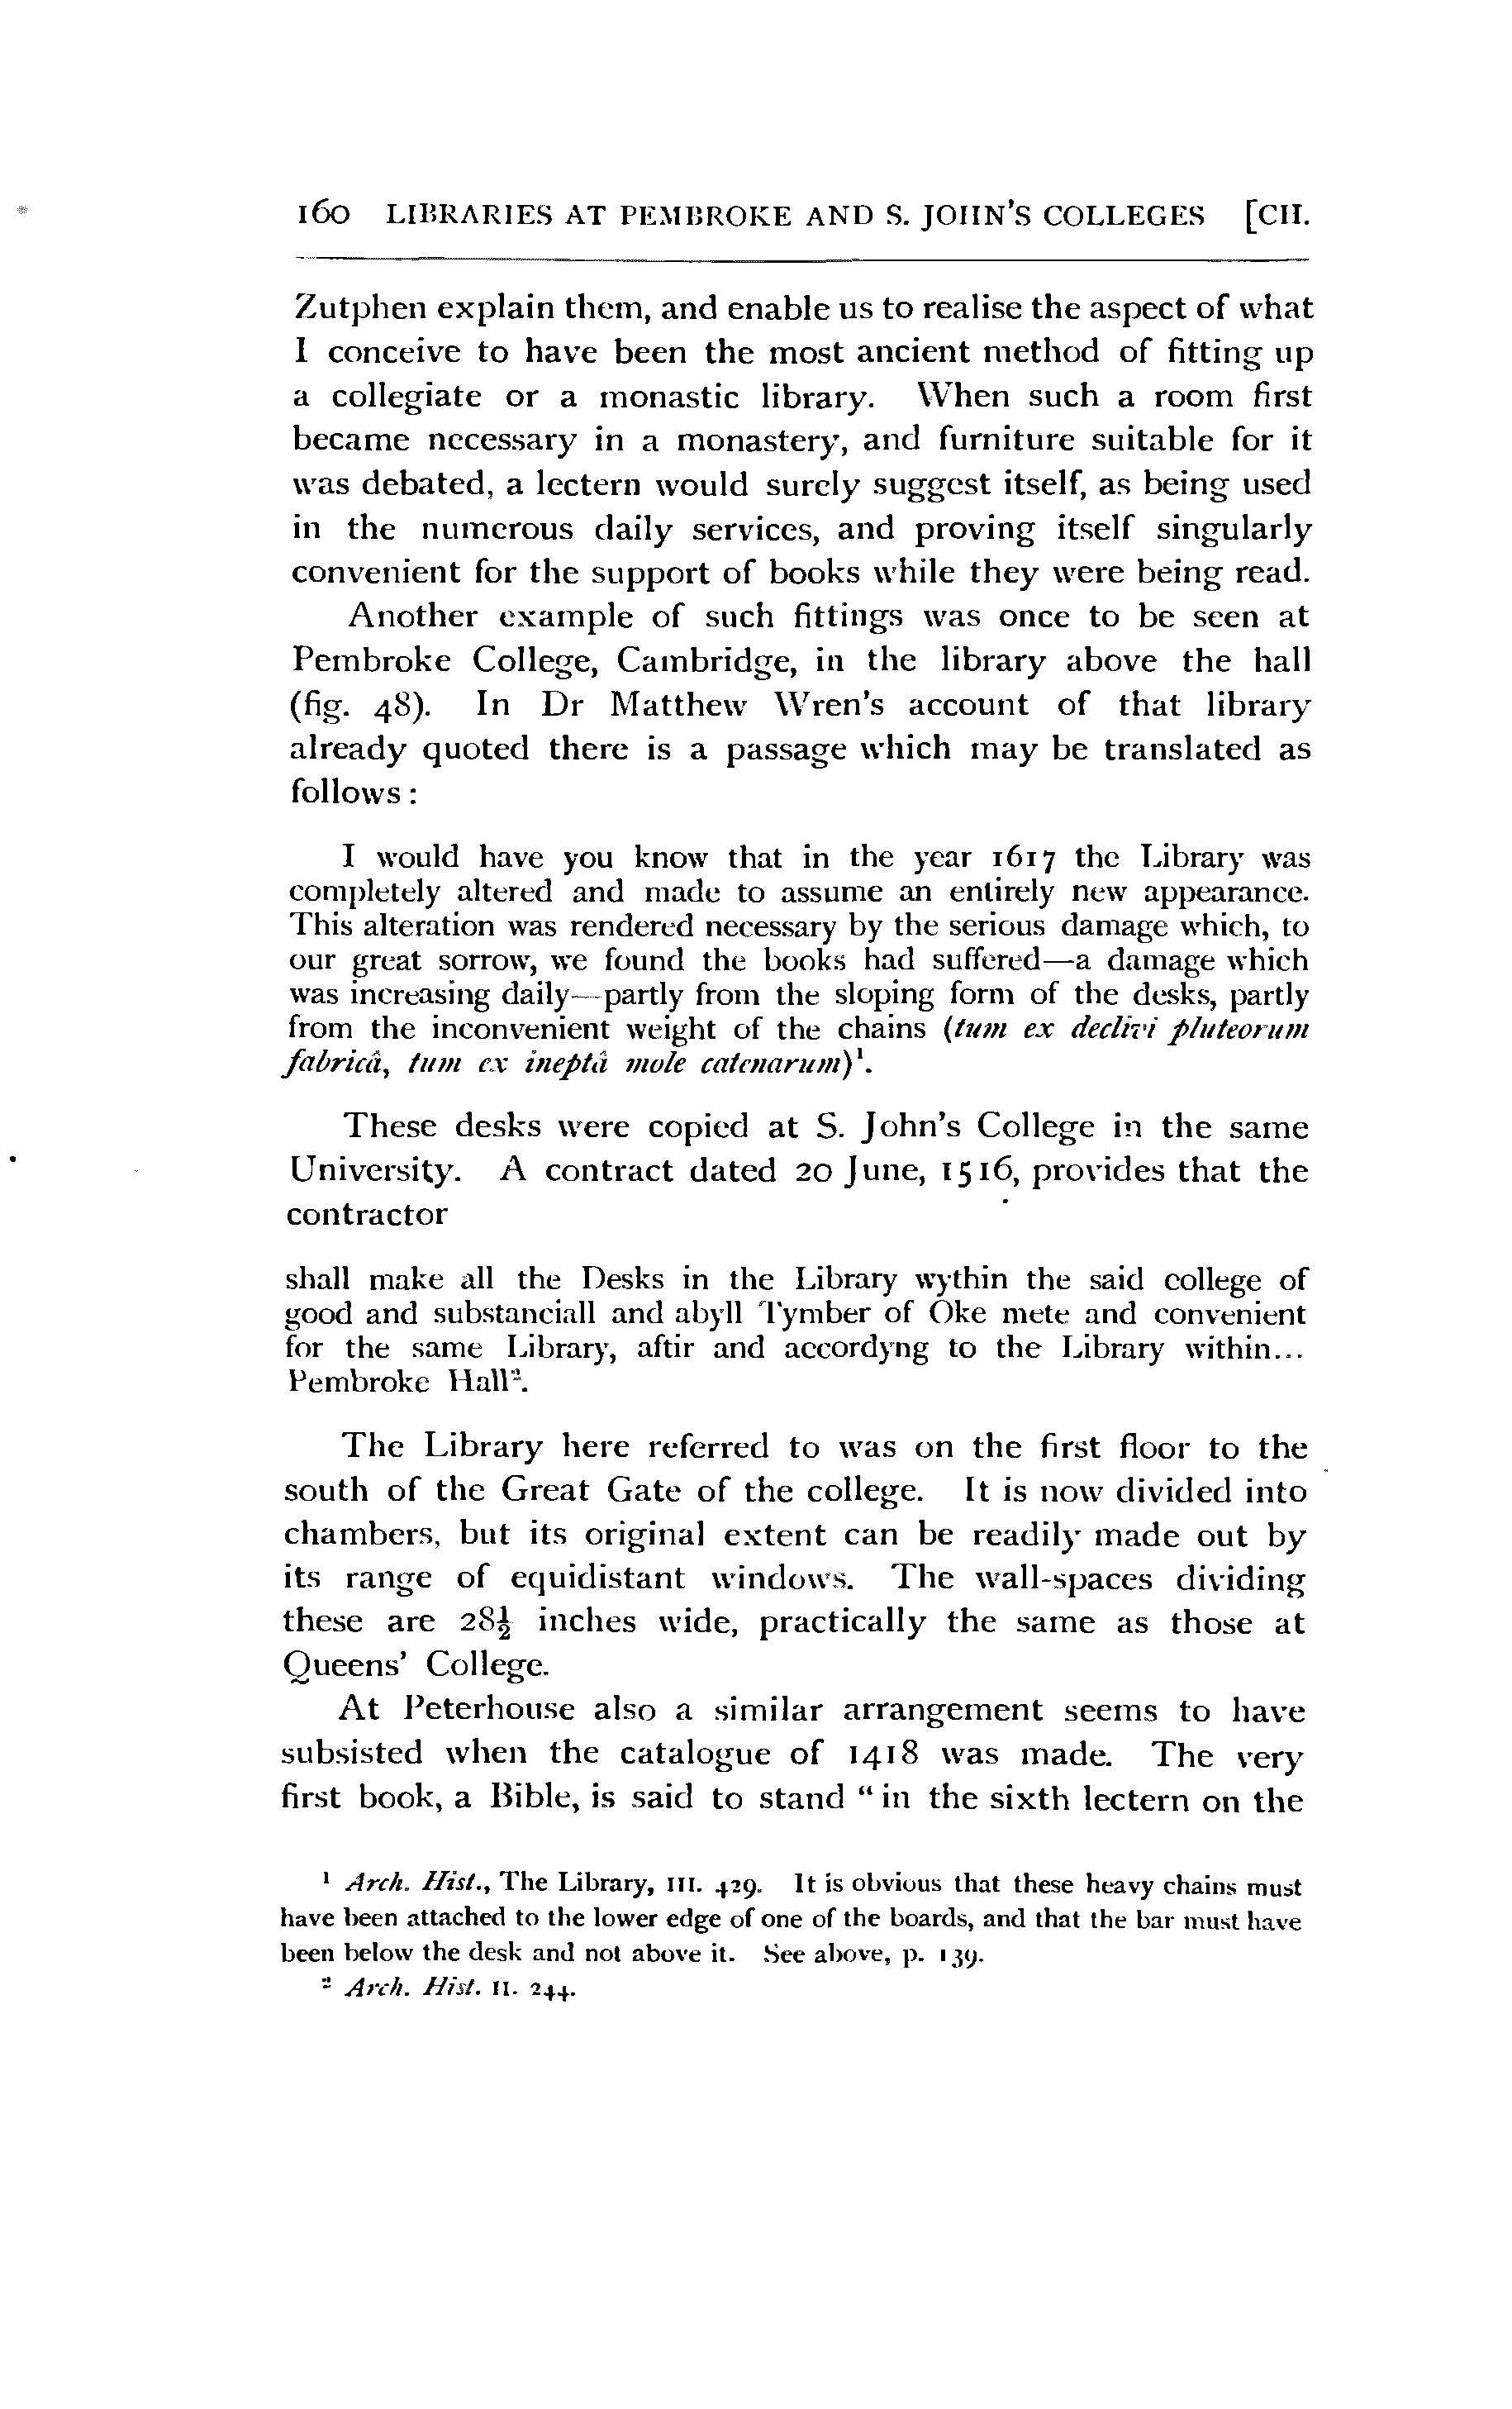 160 LIBRARIES AT PEMBROKE AND S. JOHN'S COLLEGES [CH.
Zutphen explain them, and enable us to realise the aspect of what
I conceive to have been the most ancient method of fitting up
a collegiate or a monastic library. When such a room first
became necessary in a monastery, and furniture suitable for it
was debated, a lectern would surely suggest itself, as being used
in the numerous daily services, and proving itself singularly
convenient for the support of books while they were being read.
Another example of such fittings was once to be seen at
Pembroke College, Cambridge, in the library above the hall
(fig. 48). In Dr Matthew Wren's account of that library
already quoted there is a passage which may be translated as
follows:
I would have you know that in the year 1617 the Library was
completely altered and made to assume an entirely new appearance.
This alteration was rendered necessary by the serious damage which, to
our great sorrow, we found the books had suffered—a damage which
was increasing daily—partly from the sloping form of the desks, partly
from the inconvenient weight of the chains (tum ex declivi pluteorum
fabricâ, tum ex ineptâ mole catenarum)¹.
These desks were copied at S. John's College in the same
University. A contract dated 20 June, 1516, provides that the
contractor
shall make all the Desks in the Library wythin the said college of
good and substanciall and abyll Tymber of Oke mete and convenient
for the same Library, aftir and accordyng to the Library within...
Pembroke Hall².
The Library here referred to was on the first floor to the
south of the Great Gate of the college. It is now divided into
chambers, but its original extent can be readily made out by
its range of equidistant windows. The wall-spaces dividing
these are 28½ inches wide, practically the same as those at
Queens' College.
At Peterhouse also a similar arrangement seems to have
subsisted when the catalogue of 1418 was made. The very
first book, a Bible, is said to stand "in the sixth lectern on the
¹ Arch. Hist., The Library, III. 429. It is obvious that these heavy chains must
have been attached to the lower edge of one of the boards, and that the bar must have
been below the desk and not above it. See above, p. 139.
² Arch. Hist. II. 244.